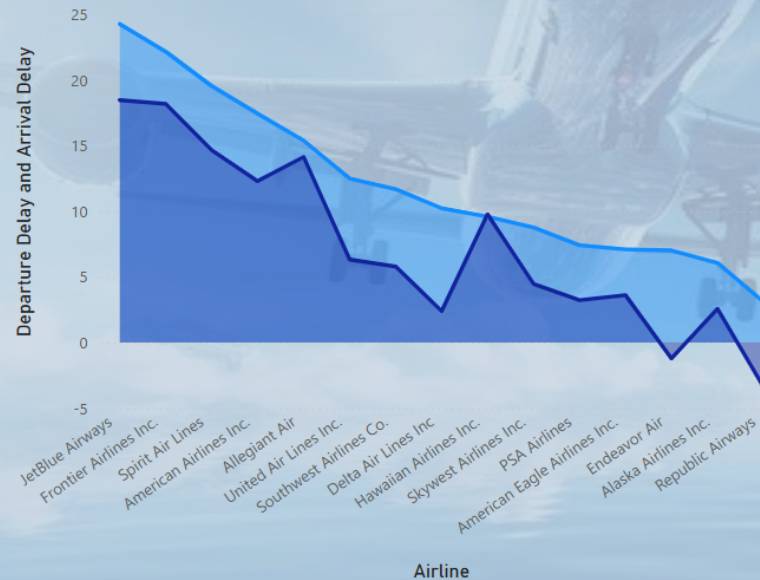 25
20
15
10
5
0
-5
Departure Delay and Arrival Delay
JetBlue Airways
Frontier Airlines Inc.
Spirit Air Lines
American Airlines Inc.
Allegiant Air
United Air Lines Inc.
Southwest Airlines Co.
Delta Air Lines Inc
Hawaiian Airlines Inc.
Skywest Airlines Inc.
PSA Airlines
American Eagle Airlines Inc.
Endeavor Air
Alaska Airlines Inc.
Republic Airways
Airline